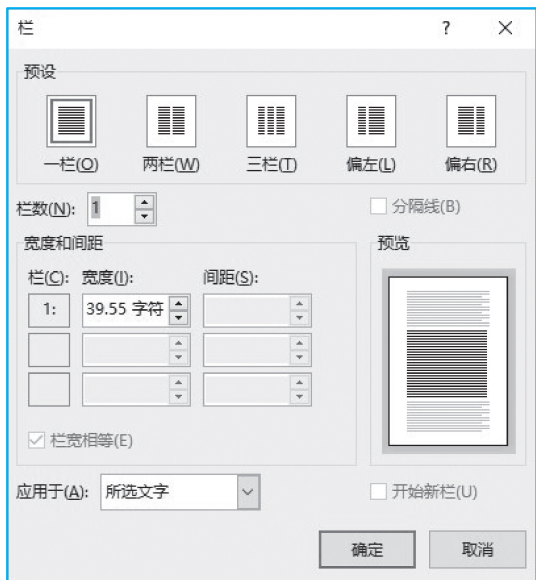 栏 ? ×
预设
一栏(O) 两栏(W) 三栏(T) 偏左(L) 偏右(R)
栏数(N): 1 分隔线(B)
宽度和间距 预览
栏(C): 宽度(I): 间距(S):
1: 39.55 字符
栏宽相等(E)
应用于(A): 所选文字 开始新栏(U)
确定 取消